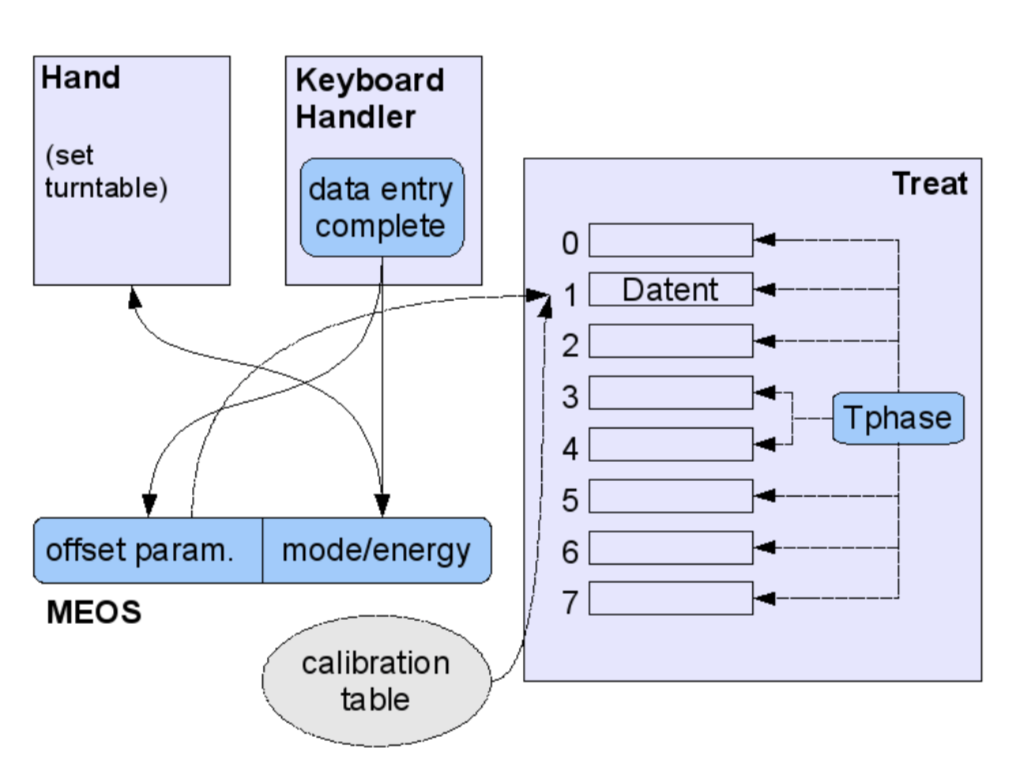 Hand
(set
turntable)
Keyboard
Handler
data entry
complete
Treat
0
1 Datent
2
3
4
5
6
7
Tphase
offset param. mode/energy
MEOS
calibration
table